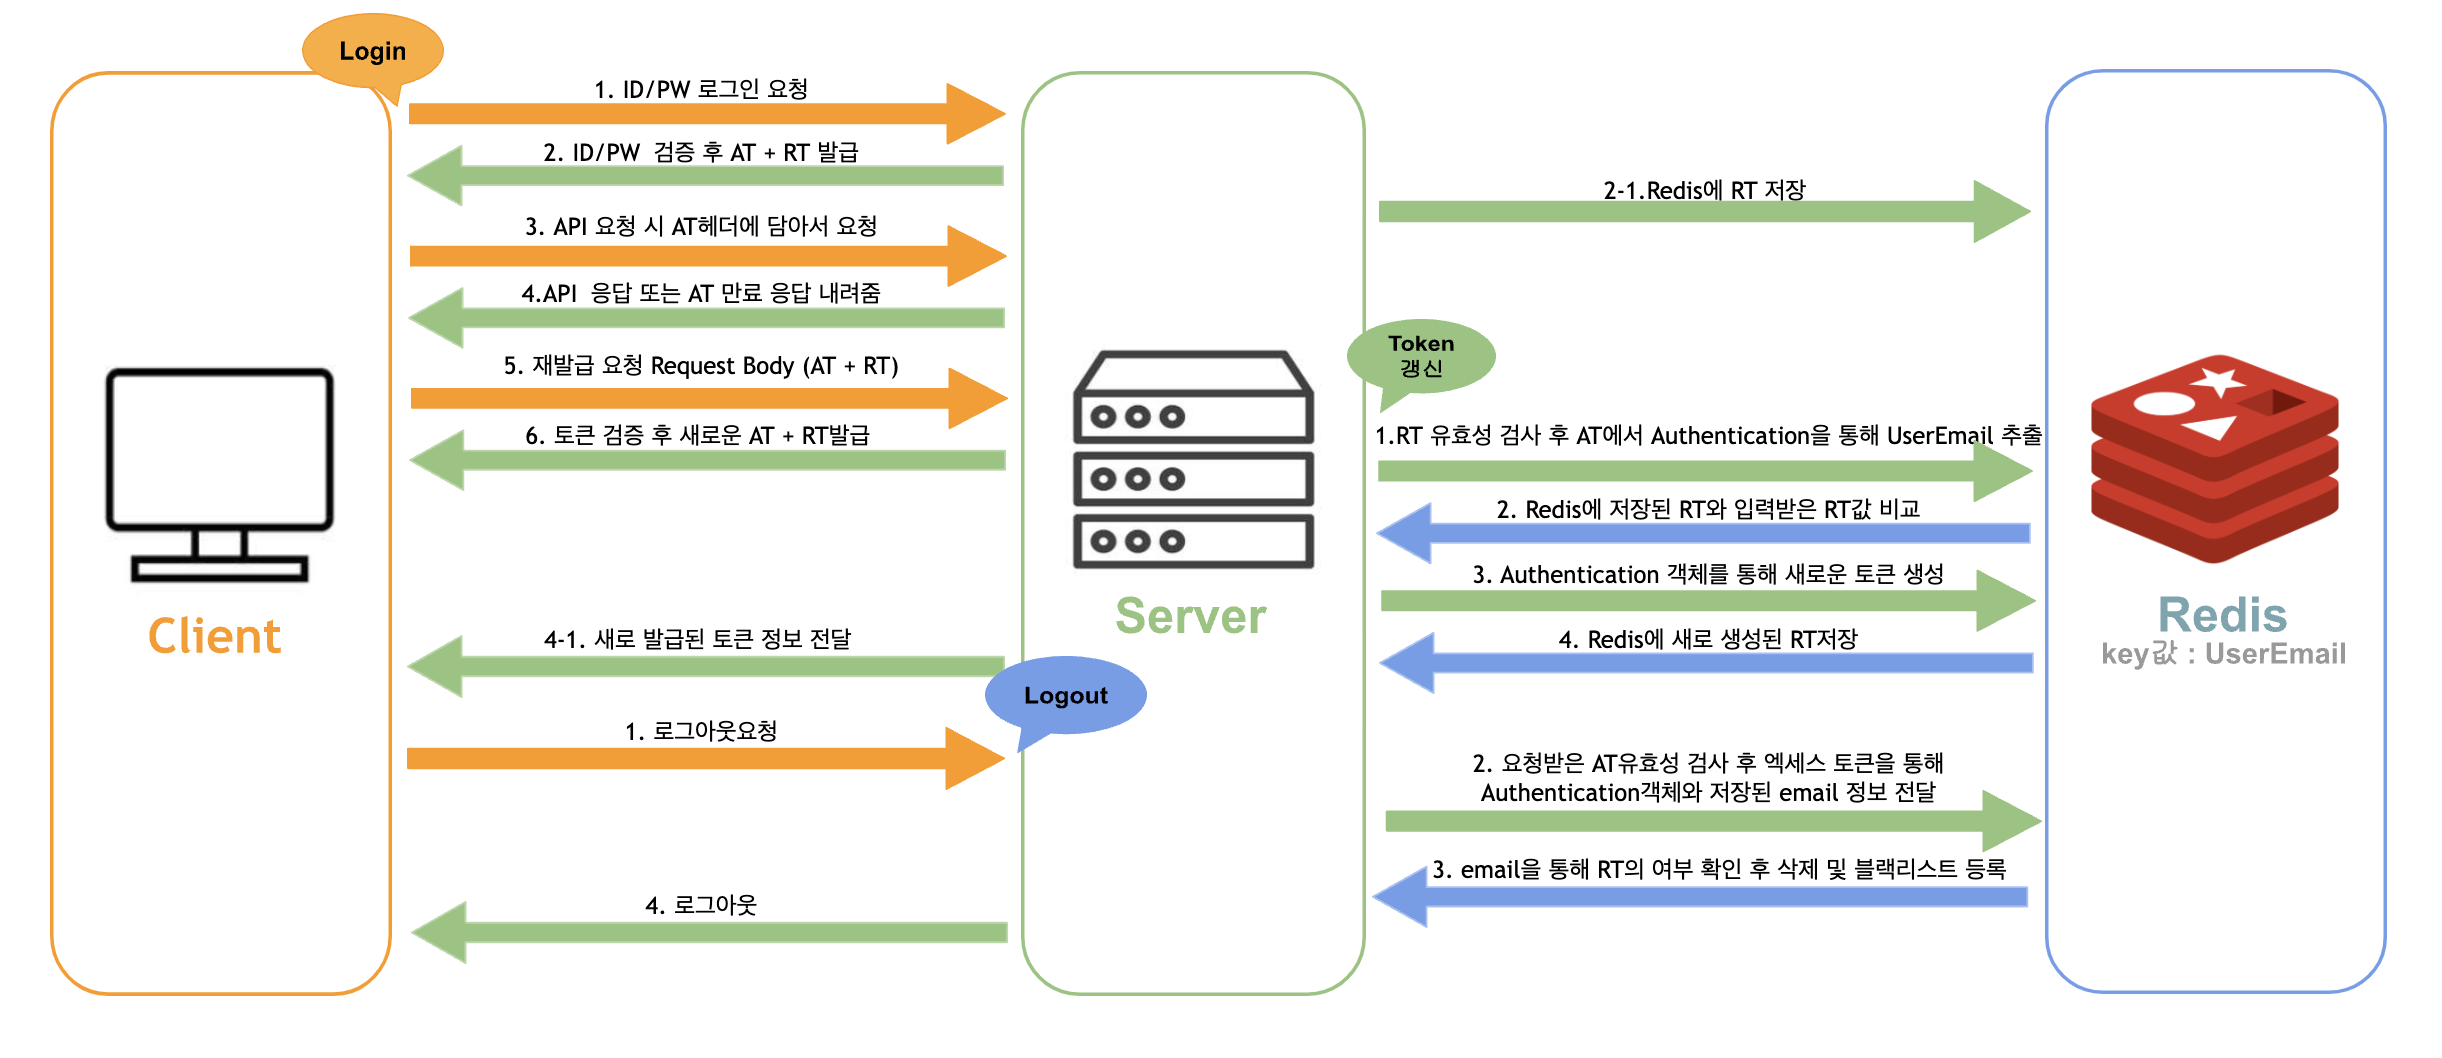 Login
1. ID/PW 로그인 요청
2. ID/PW  검증 후 AT + RT 발급
2-1.Redis에 RT 저장
3. API 요청 시 AT헤더에 담아서 요청
4.API  응답 또는 AT 만료 응답 내려줌
Token
갱신
5. 재발급 요청 Request Body (AT + RT)
6. 토큰 검증 후 새로운 AT + RT발급
1.RT 유효성 검사 후 AT에서 Authentication을 통해 UserEmail 추출
2. Redis에 저장된 RT와 입력받은 RT값 비교
3. Authentication 객체를 통해 새로운 토큰 생성
4. Redis에 새로 생성된 RT저장
4-1. 새로 발급된 토큰 정보 전달
Client
Server
Redis
key값 : UserEmail
Logout
1. 로그아웃요청
2. 요청받은 AT유효성 검사 후 엑세스 토큰을 통해
Authentication객체와 저장된 email 정보 전달
3. email을 통해 RT의 여부 확인 후 삭제 및 블랙리스트 등록
4. 로그아웃